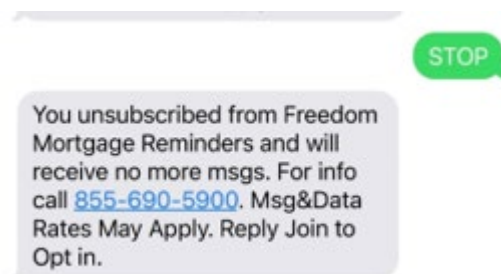 STOP
You unsubscribed from Freedom
Mortgage Reminders and will
receive no more msgs. For info
call 855-690-5900. Msg&Data
Rates May Apply. Reply Join to
Opt in.